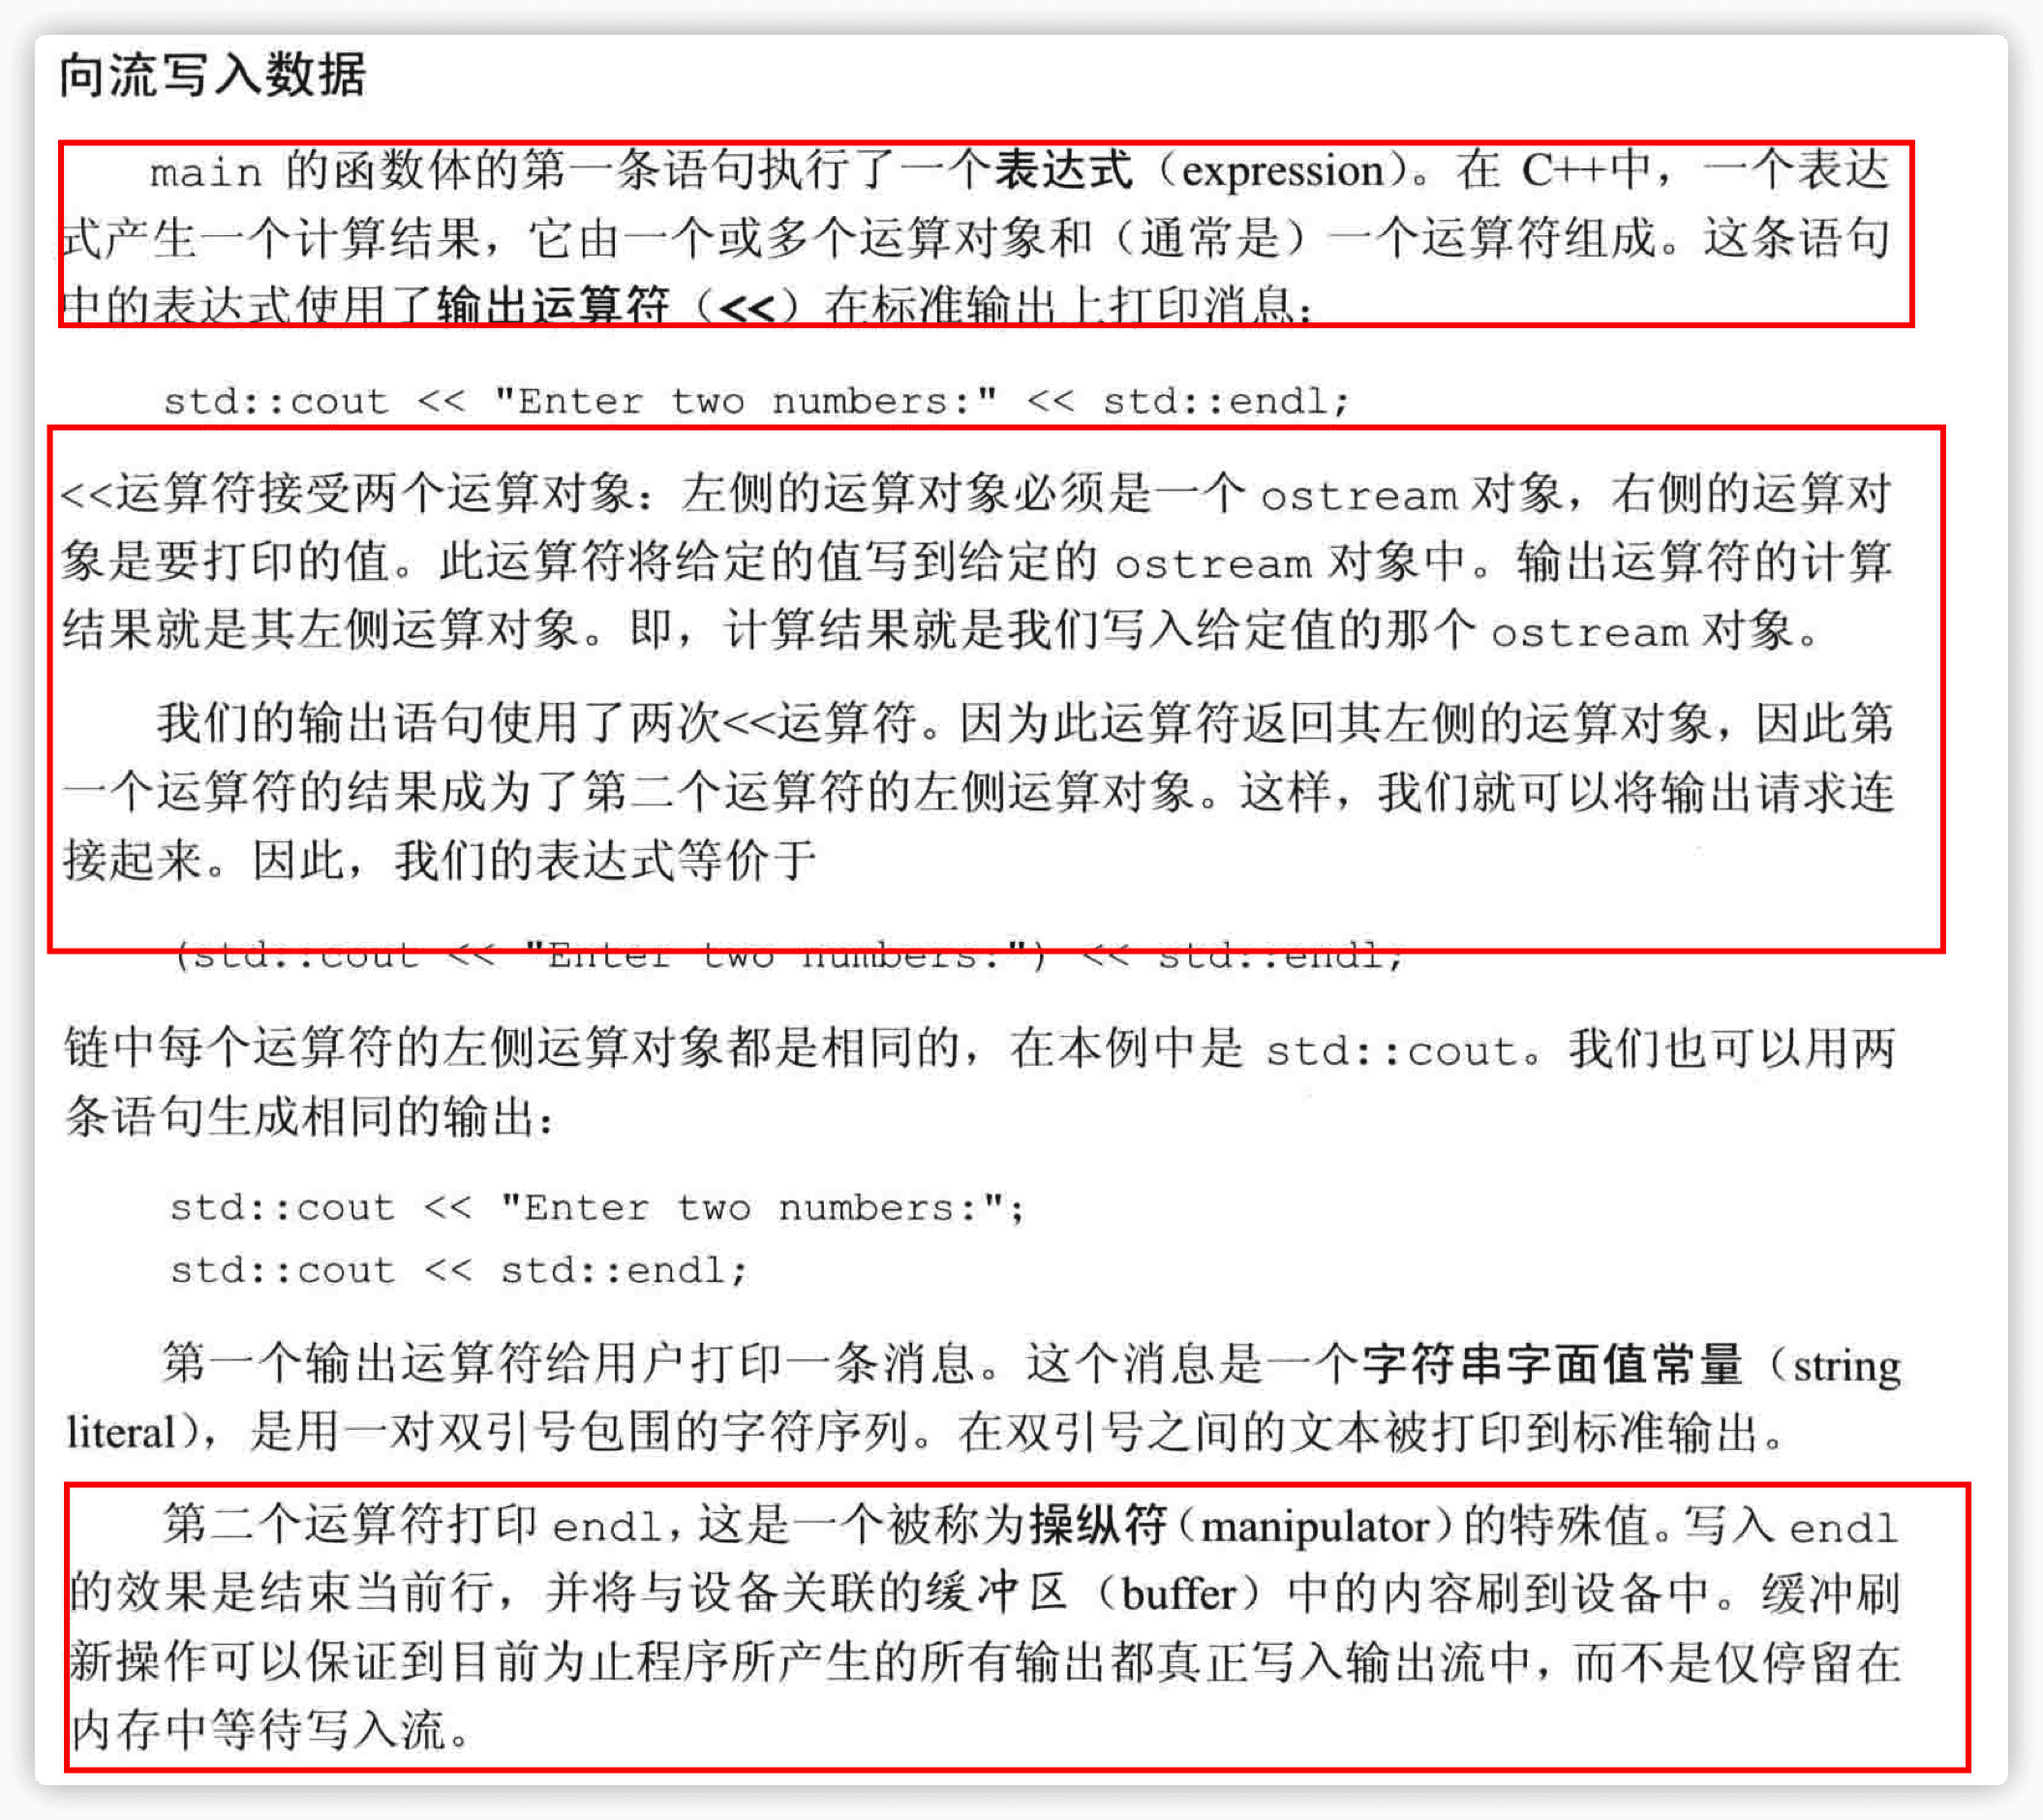 向流写入数据
main 的函数体的第一条语句执行了一个表达式（expression）。在 C++中，一个表达
式产生一个计算结果，它由一个或多个运算对象和（通常是）一个运算符组成。这条语句
中的表达式使用了输出运算符（<<）在标准输出上打印消息：
std::cout << "Enter two numbers:" << std::endl;
<<运算符接受两个运算对象：左侧的运算对象必须是一个 ostream 对象，右侧的运算对
象是要打印的值。此运算符将给定的值写到给定的 ostream 对象中。输出运算符的计算
结果就是其左侧运算对象。即，计算结果就是我们写入给定值的那个 ostream 对象。
我们的输出语句使用了两次<<运算符。因为此运算符返回其左侧的运算对象，因此第
一个运算符的结果成为了第二个运算符的左侧运算对象。这样，我们就可以将输出请求连
接起来。因此，我们的表达式等价于
(std::cout << "Enter two numbers:") << std::endl;
链中每个运算符的左侧运算对象都是相同的，在本例中是 std::cout。我们也可以用两
条语句生成相同的输出：
std::cout << "Enter two numbers:";
std::cout << std::endl;
第一个输出运算符给用户打印一条消息。这个消息是一个字符串字面值常量（string
literal），是用一对双引号包围的字符序列。在双引号之间的文本被打印到标准输出。
第二个运算符打印 endl，这是一个被称为操纵符（manipulator）的特殊值。写入 endl
的效果是结束当前行，并将与设备关联的缓冲区（buffer）中的内容刷到设备中。缓冲刷
新操作可以保证到目前为止程序所产生的所有输出都真正写入输出流中，而不是仅停留在
内存中等待写入流。